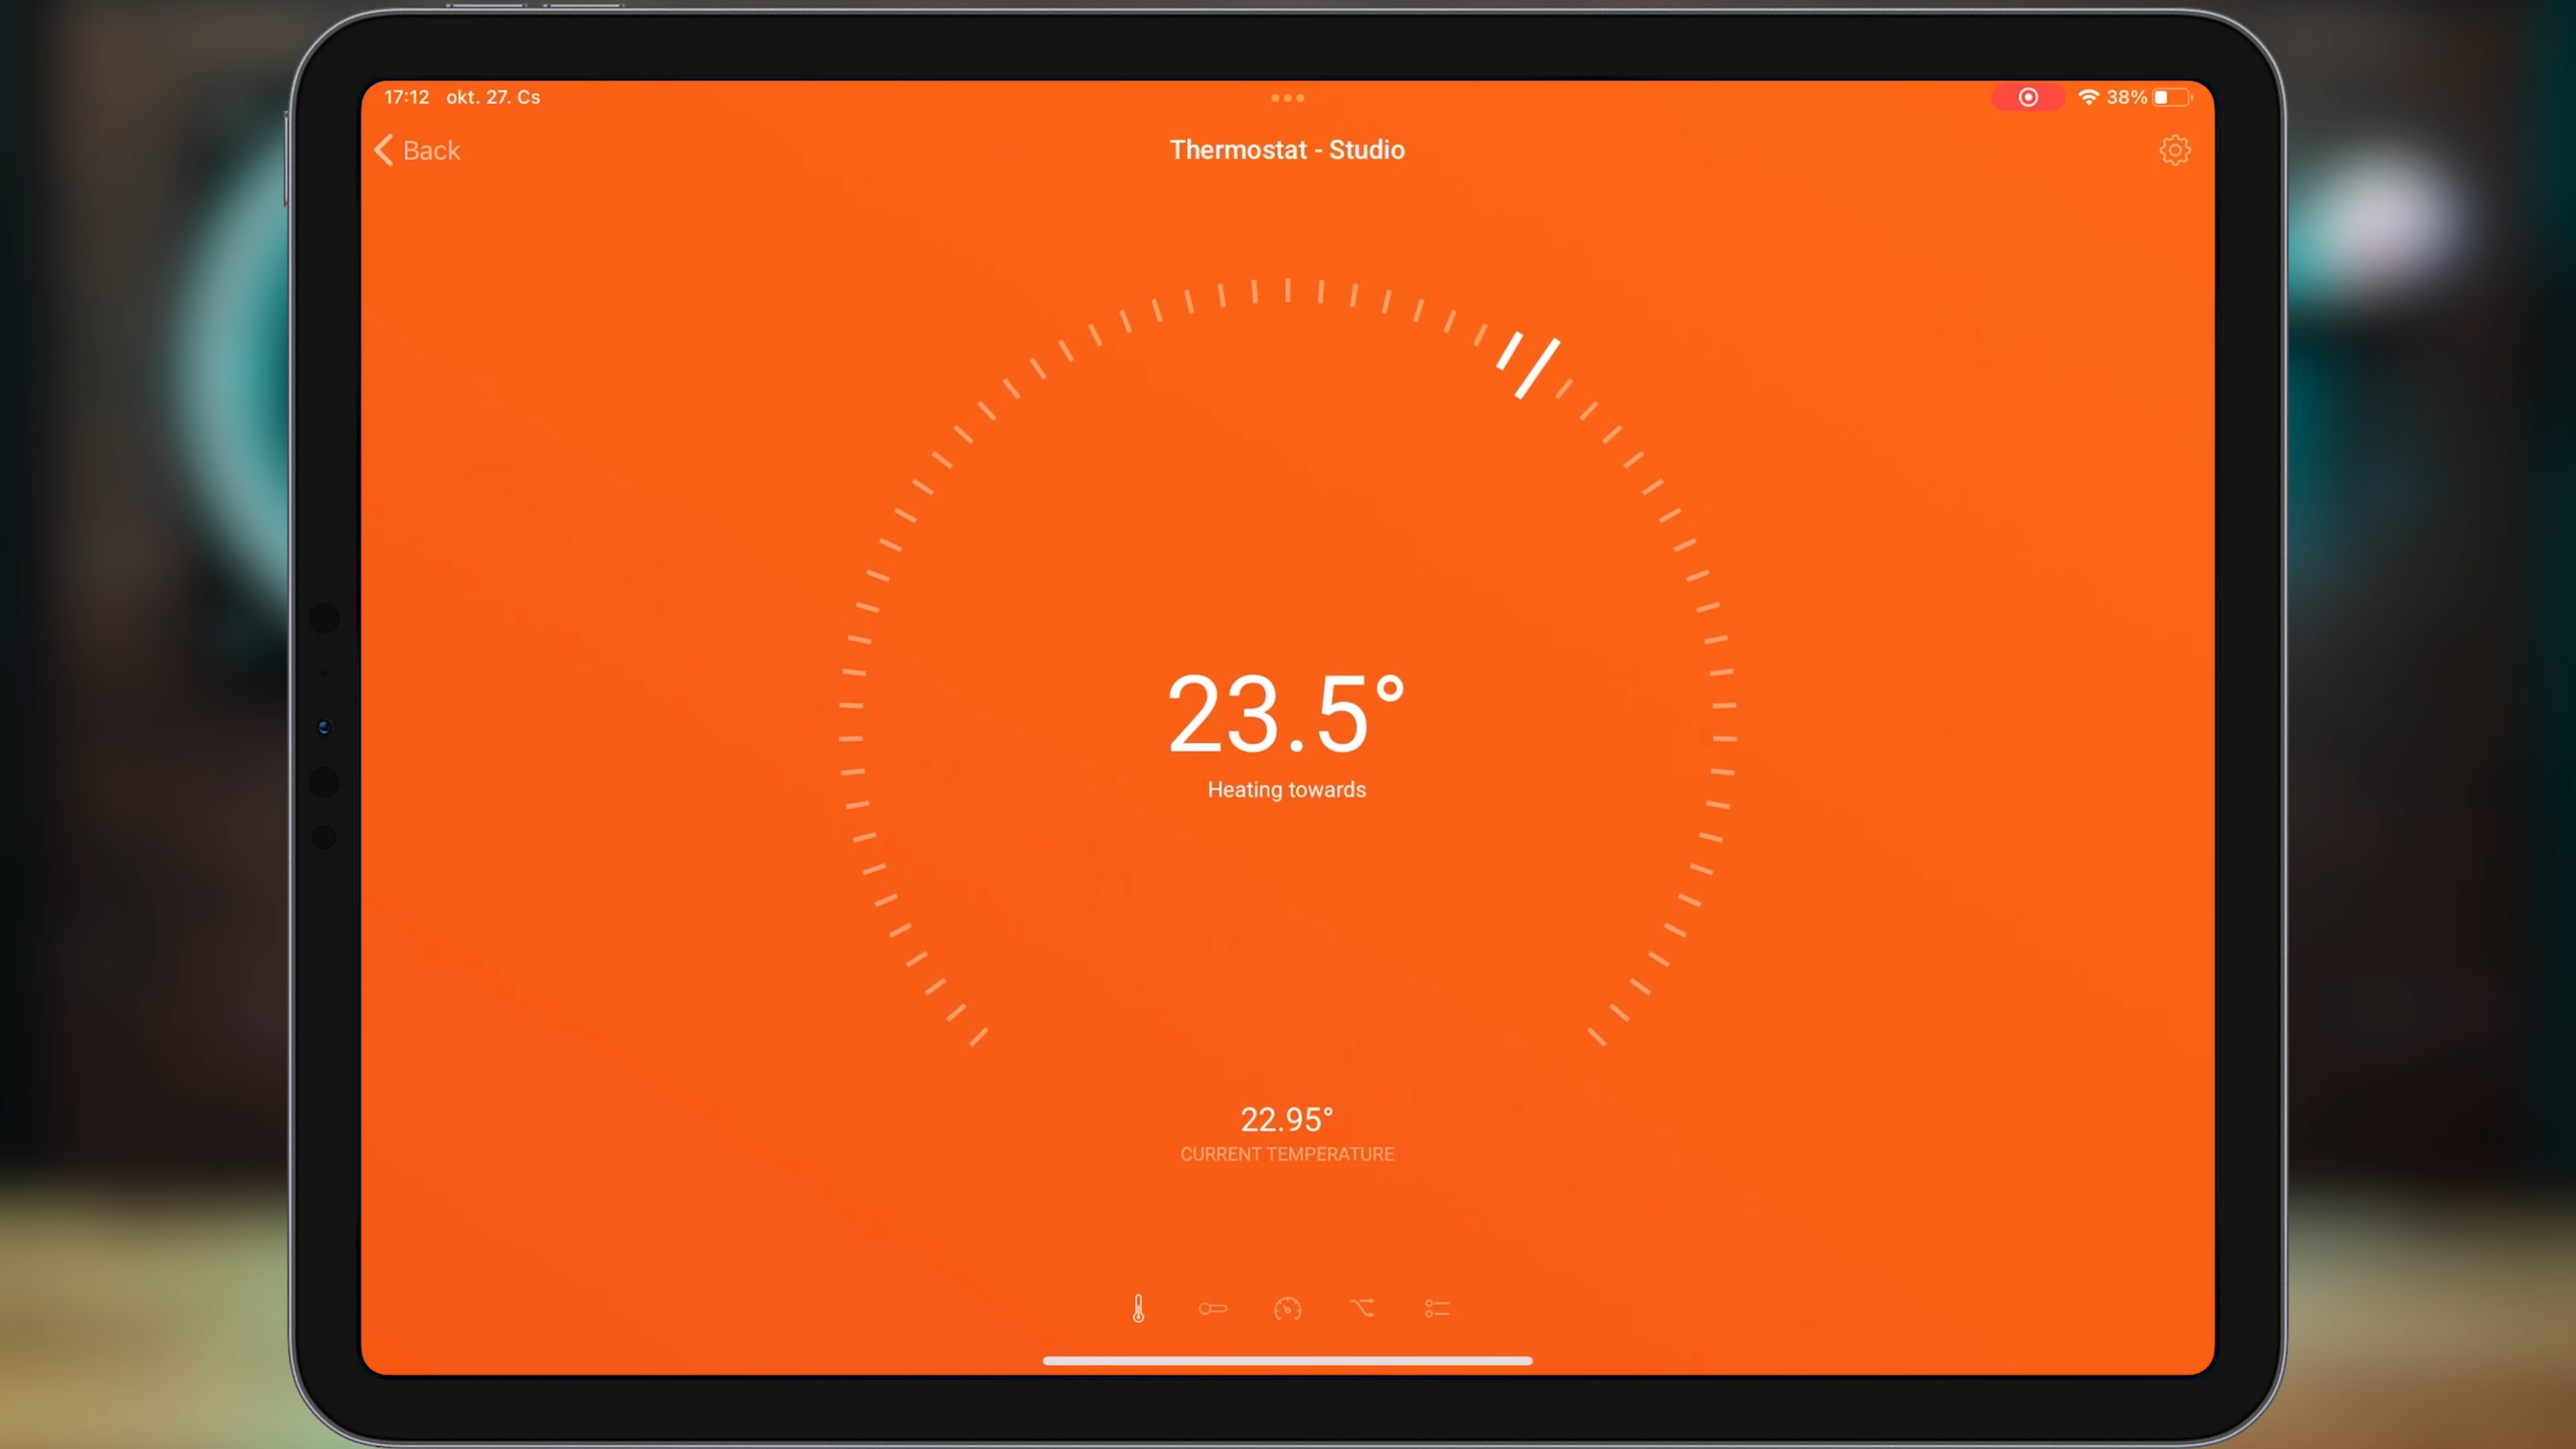 17:12 okt. 27. Cs
38%
Back
Thermostat - Studio
23.5°
Heating towards
22.95°
CURRENT TEMPERATURE